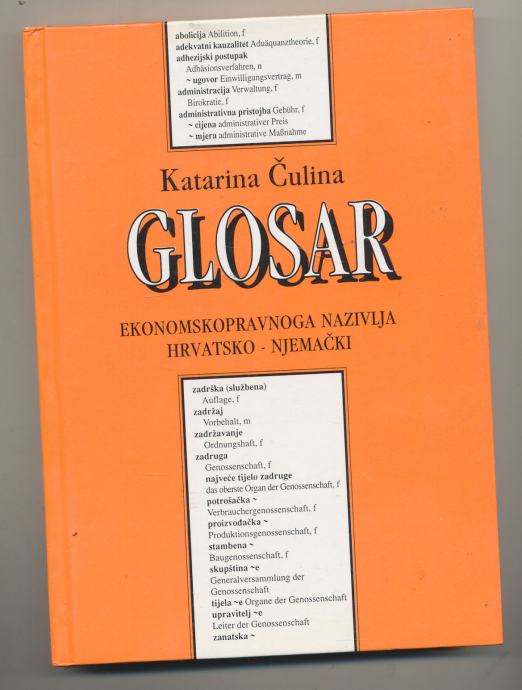 abolicija Abilition, f
adekvatni kauzalitet Aduäquanztheorie, f
adhezijski postupak
Adhäsionsverfahren, n
~ ugovor Einwilligungsvertrag, m
administracija Verwaltung, f
Birokratie, f
administrativna pristojba Gebühr, f
~ cijena administrativer Preis
~ mjera administrative Maßnahme
Katarina Čulina
GLOSAR
EKONOMSKOPRAVNOGA NAZIVLJA
HRVATSKO - NJEMAČKI
zadrška (službena)
Auflage, f
zadržaj
Vorbehalt, m
zadržavanje
Ordnungshaft, f
zadruga
Genossenschaft, f
najveće tijelo zadruge
das oberste Organ der Genossenschaft, f
potrošačka ~
Verbrauchergenossenschaft, f
proizvođačka ~
Produktionsgenossenschaft, f
stambena ~
Baugenossenschaft, f
skupština ~e
Generalversammlung der
Genossenschaft
tijela ~e Organe der Genossenschaft
upravitelj ~e
Leiter der Genossenschaft
zanatska ~